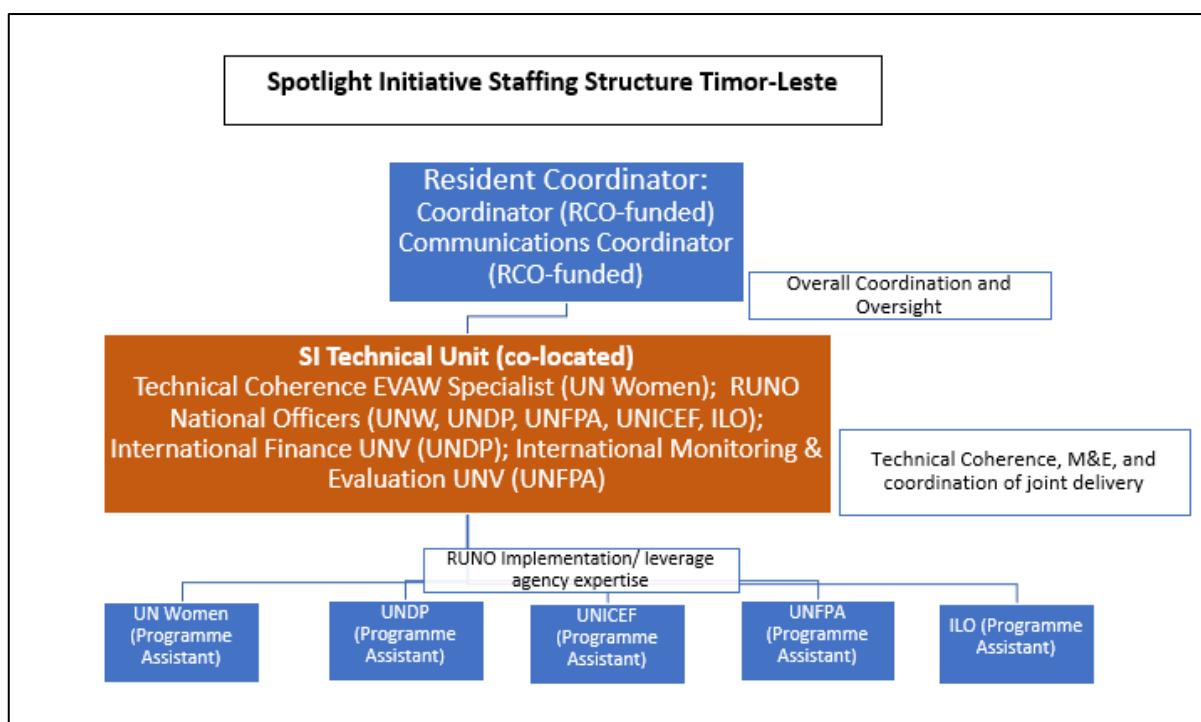 Spotlight Initiative Staffing Structure Timor-Leste
Resident Coordinator:
Coordinator (RCO-funded)
Communications Coordinator
(RCO-funded)
Overall Coordination and
Oversight
SI Technical Unit (co-located)
Technical Coherence EVAW Specialist (UN Women); RUNO
National Officers (UNW, UNDP, UNFPA, UNICEF, ILO);
International Finance UNV (UNDP); International Monitoring &
Evaluation UNV (UNFPA)
Technical Coherence, M&E, and
coordination of joint delivery
RUNO Implementation/ leverage
agency expertise
UN Women
(Programme
Assistant)
UNDP
(Programme
Assistant)
UNICEF
(Programme
Assistant)
UNFPA
(Programme
Assistant)
ILO (Programme
Assistant)